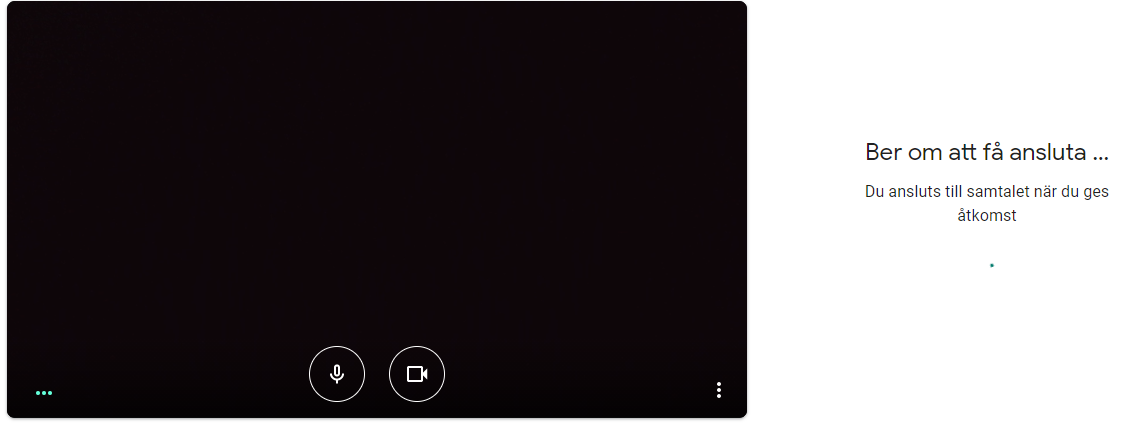 Ber om att få ansluta ...
Du ansluts till samtalet när du ges
åtkomst